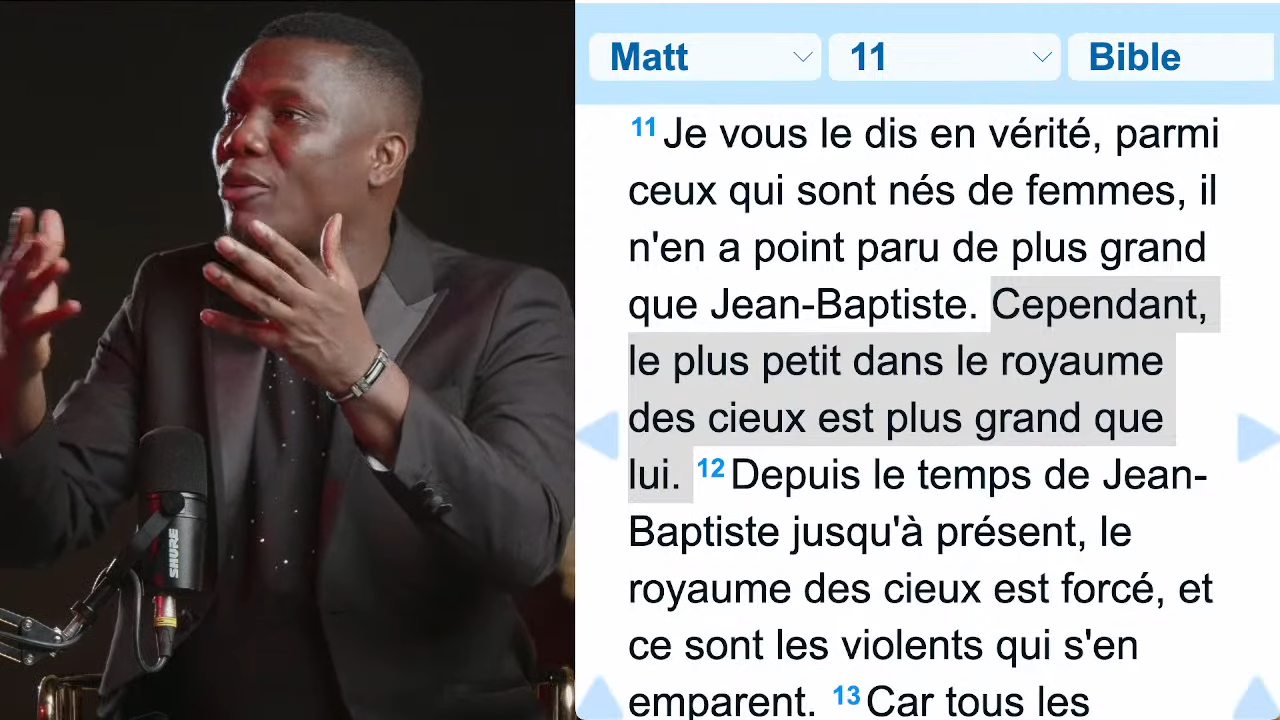 Matt
11
Bible
11 Je vous le dis en vérité, parmi
ceux qui sont nés de femmes, il
n'en a point paru de plus grand
que Jean-Baptiste. Cependant,
le plus petit dans le royaume
des cieux est plus grand que
lui. 12 Depuis le temps de Jean-
Baptiste jusqu'à présent, le
royaume des cieux est forcé, et
ce sont les violents qui s'en
emparent. 13 Car tous les
SHURE